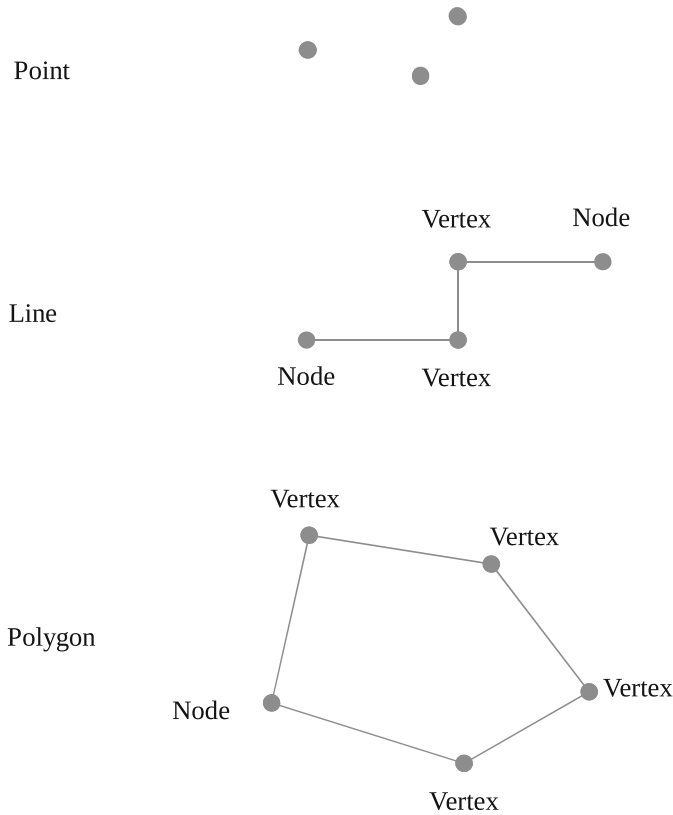 Point
Vertex
Node
Line
Node
Vertex
Vertex
Vertex
Polygon
Vertex
Node
Vertex